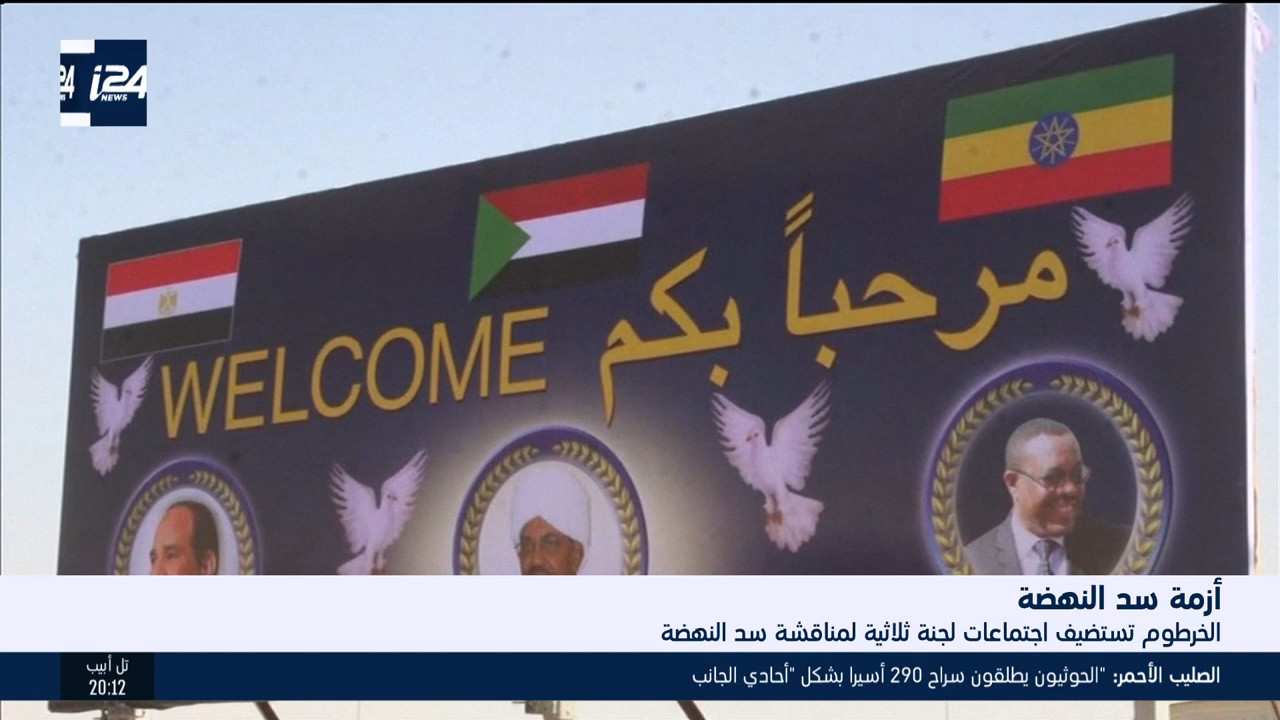 i24
NEWS
WELCOME مرحباً بكم
أزمة سد النهضة
الخرطوم تستضيف اجتماعات لجنة ثلاثية لمناقشة سد النهضة
تل أبيب
20:12
الصليب الأحمر: "الحوثيون يطلقون سراح 290 أسيرا بشكل "أحادي الجانب